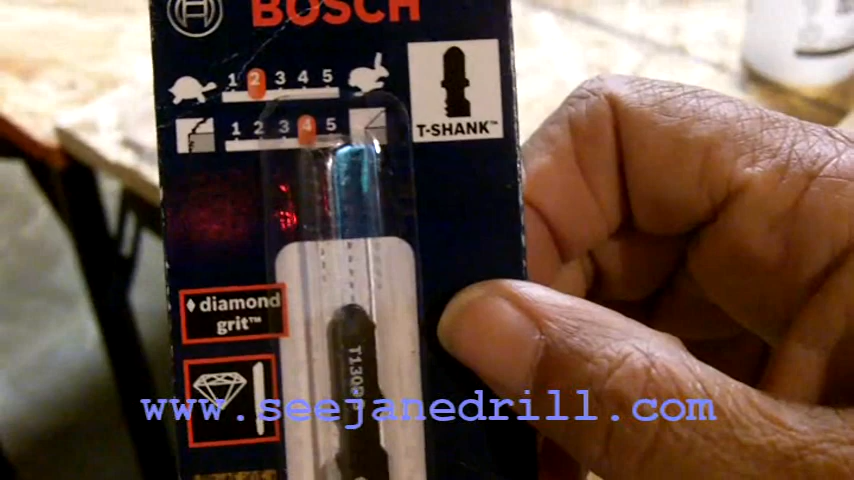 BOSCH
1 2 3 4 5
T-SHANK™
1 2 3 4 5
diamond
grit™
www.seejanedrill.com